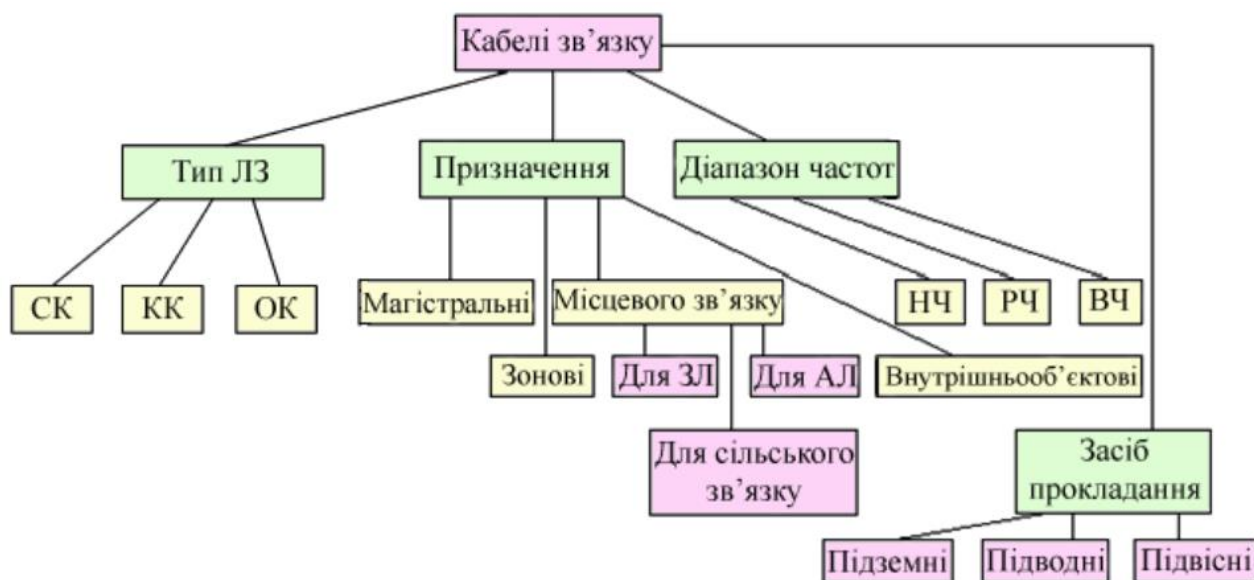 Кабелі зв’язку
Тип ЛЗ
Призначення
Діапазон частот
СК
КК
ОК
Магістральні
Місцевого зв’язку
НЧ
РЧ
ВЧ
Зонові
Для ЗЛ
Для АЛ
Внутрішньооб’єктові
Для сільського
зв’язку
Засіб
прокладання
Підземні
Підводні
Підвісні